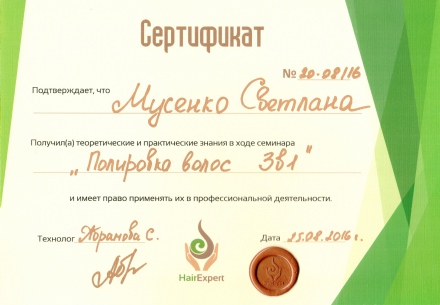 Сертификат
№ 20-08/16
Подтверждает, что
Мусенко Светлана
Получил(а) теоретические и практические знания в ходе семинара
„Полировка волос 3в1"
и имеет право применять их в профессиональной деятельности.
Технолог Жоранова С. Дата 25.08.2016 г.
HairExpert